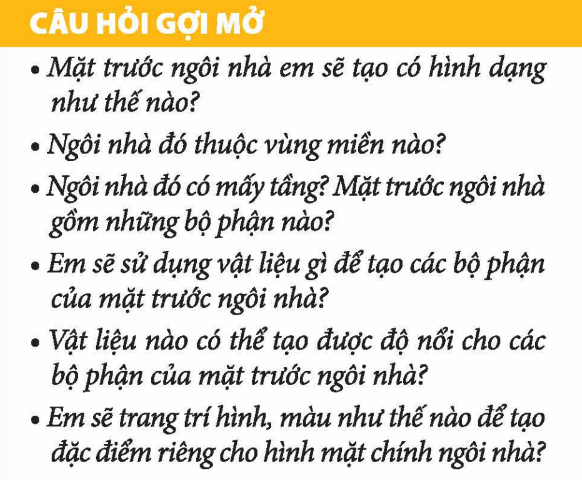 CÂU HỎI GỢI MỞ
• Mặt trước ngôi nhà em sẽ tạo có hình dạng
như thế nào?
• Ngôi nhà đó thuộc vùng miền nào?
• Ngôi nhà đó có mấy tầng? Mặt trước ngôi nhà
gồm những bộ phận nào?
• Em sẽ sử dụng vật liệu gì để tạo các bộ phận
của mặt trước ngôi nhà?
• Vật liệu nào có thể tạo được độ nổi cho các
bộ phận của mặt trước ngôi nhà?
• Em sẽ trang trí hình, màu như thế nào để tạo
đặc điểm riêng cho hình mặt chính ngôi nhà?